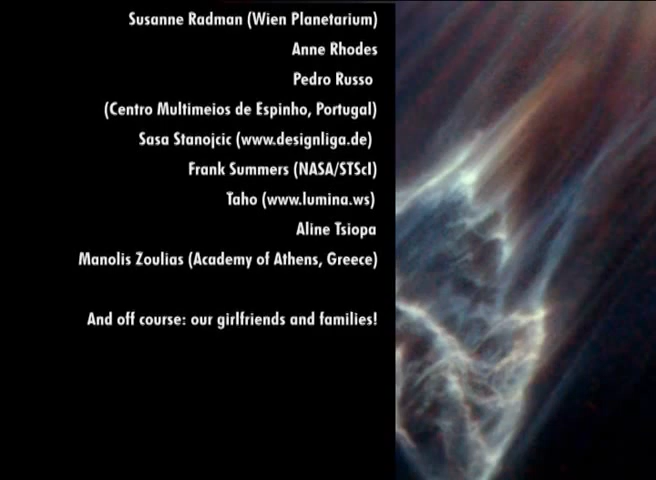 Susanne Radman (Wien Planetarium)
Anne Rhodes
Pedro Russo
(Centro Multimeios de Espinho, Portugal)
Sasa Stanojcic (www.designliga.de)
Frank Summers (NASA/STScI)
Taho (www.lumina.ws)
Aline Tsiopa
Manolis Zoulias (Academy of Athens, Greece)
And off course: our girlfriends and families!